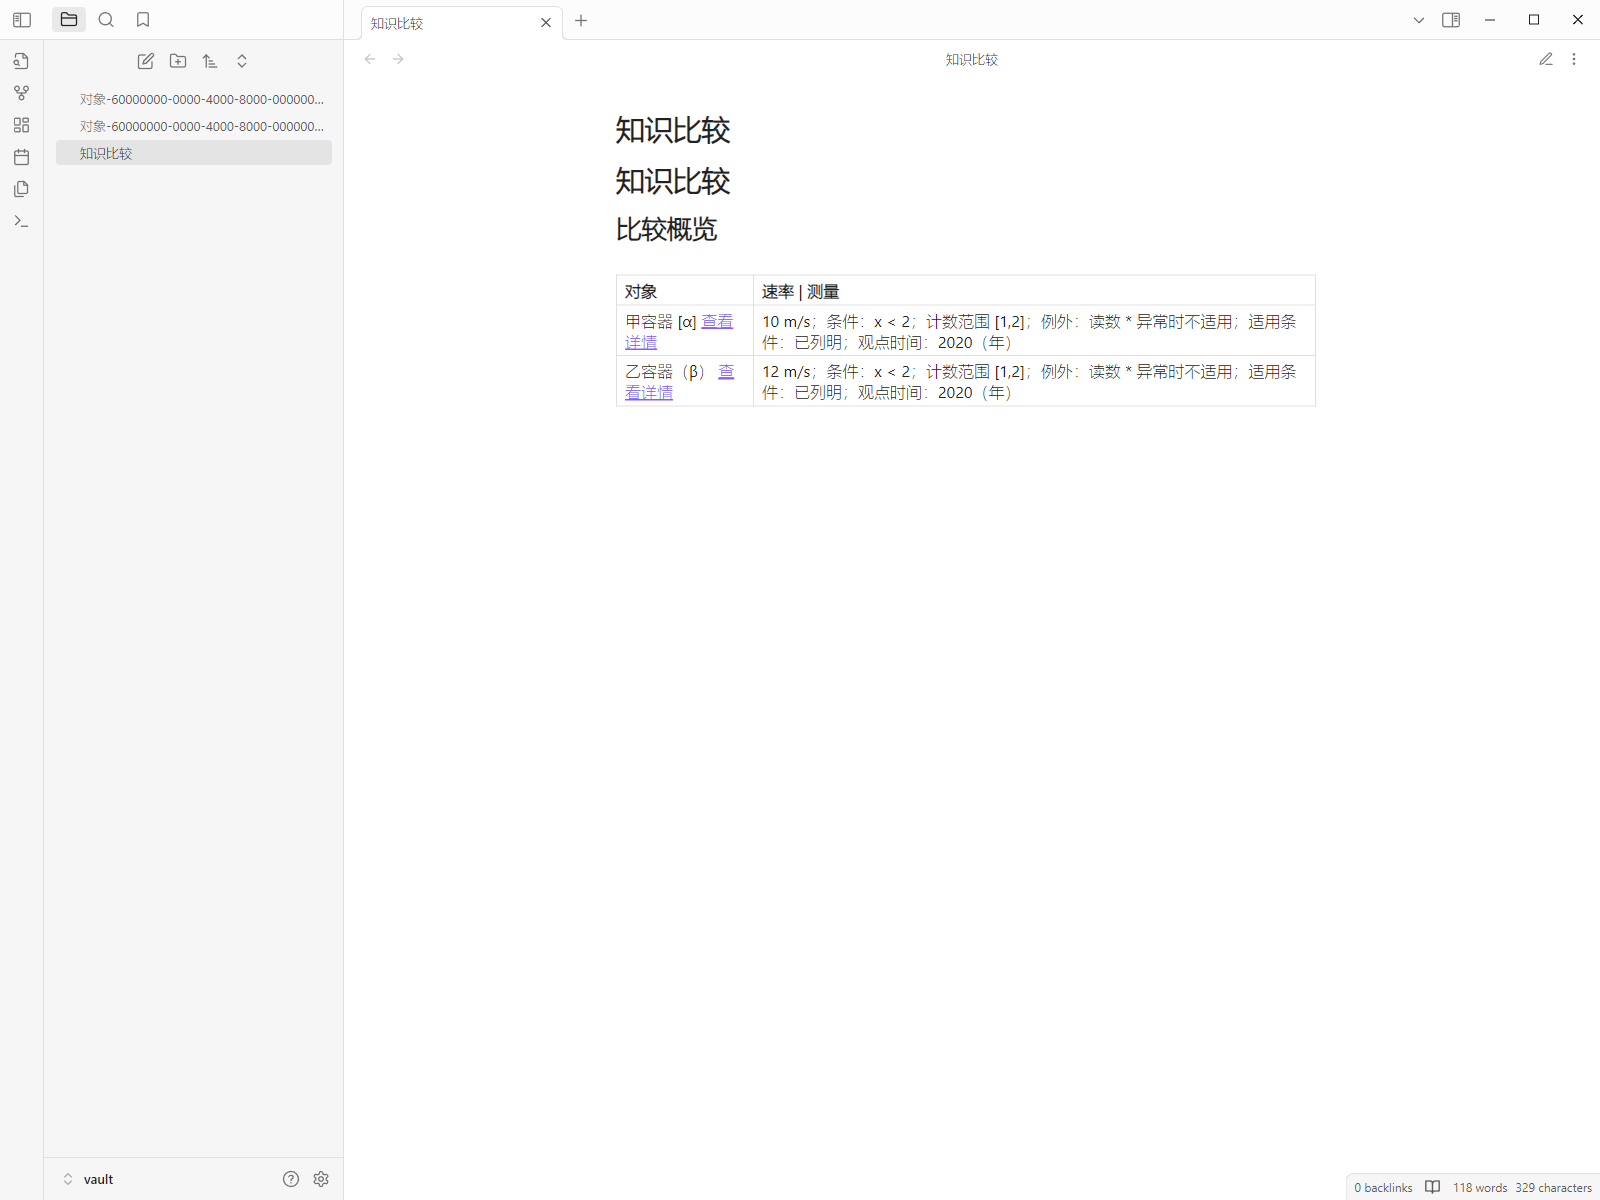 知识比较
知识比较
对象-60000000-0000-4000-8000-000000...
对象-60000000-0000-4000-8000-000000...
知识比较
知识比较
知识比较
比较概览
对象 速率 | 测量
甲容器 [α] 查看
详情
10 m/s；条件：x < 2；计数范围 [1,2]；例外：读数 * 异常时不适用；适用条
件：已列明；观点时间：2020（年）
乙容器（β） 查
看详情
12 m/s；条件：x < 2；计数范围 [1,2]；例外：读数 * 异常时不适用；适用条
件：已列明；观点时间：2020（年）
vault
0 backlinks 118 words 329 characters